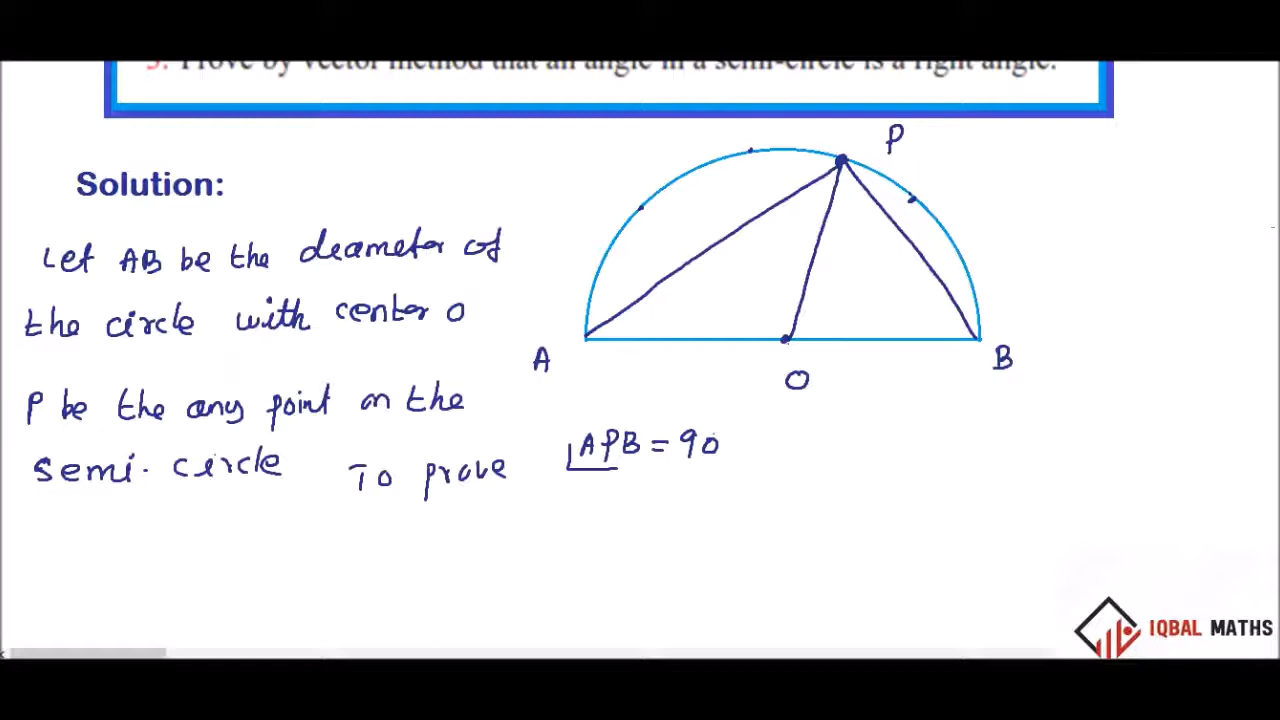 3. Prove by vector method that an angle in a semi-circle is a right angle.
P
Solution:
Let AB be the deameter of
the circle with center O
A
O
B
P be the any point on the
semi-circle To prove ∠APB = 90
IQBAL MATHS